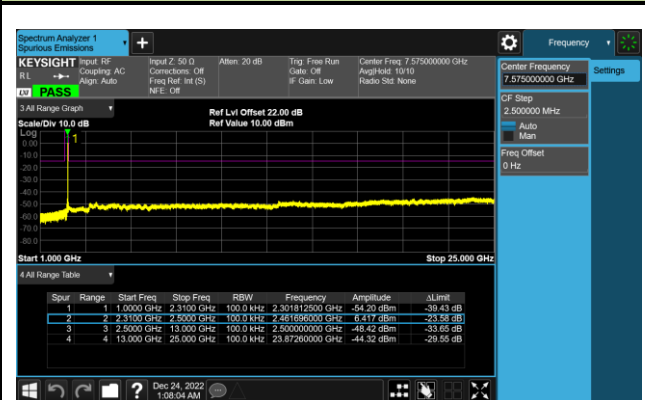 Spectrum Analyzer 1
Spurious Emissions
Frequency
KEYSIGHT Input: RF Input Z: 50 Ω Atten: 20 dB Trig: Free Run Center Freq: 7.575000000 GHz
RL Coupling: AC Corrections: Off Gate: Off Avg|Hold: 10/10
Align: Auto Freq Ref: Int (S) IF Gain: Low Radio Std: None
NFE: Off
LXI PASS
3 All Range Graph
Ref Lvl Offset 22.00 dB
Scale/Div 10.0 dB Ref Value 10.00 dBm
Log
1
0.00
-10.0
-20.0
-30.0
-40.0
-50.0
-60.0
-70.0
-80.0
Start 1.000 GHz Stop 25.000 GHz
4 All Range Table
Spur Range Start Freq Stop Freq RBW Frequency Amplitude ΔLimit
1 1 1.0000 GHz 2.3100 GHz 100.0 kHz 2.301812500 GHz -54.20 dBm -39.43 dB
2 2 2.3100 GHz 2.5000 GHz 100.0 kHz 2.461696000 GHz 6.417 dBm -23.58 dB
3 3 2.5000 GHz 13.000 GHz 100.0 kHz 2.500000000 GHz -48.42 dBm -33.65 dB
4 4 13.000 GHz 25.000 GHz 100.0 kHz 23.87260000 GHz -44.32 dBm -29.55 dB
Center Frequency
7.575000000 GHz
Settings
CF Step
2.500000 MHz
Auto
Man
Freq Offset
0 Hz
?
Dec 24, 2022
1:08:04 AM